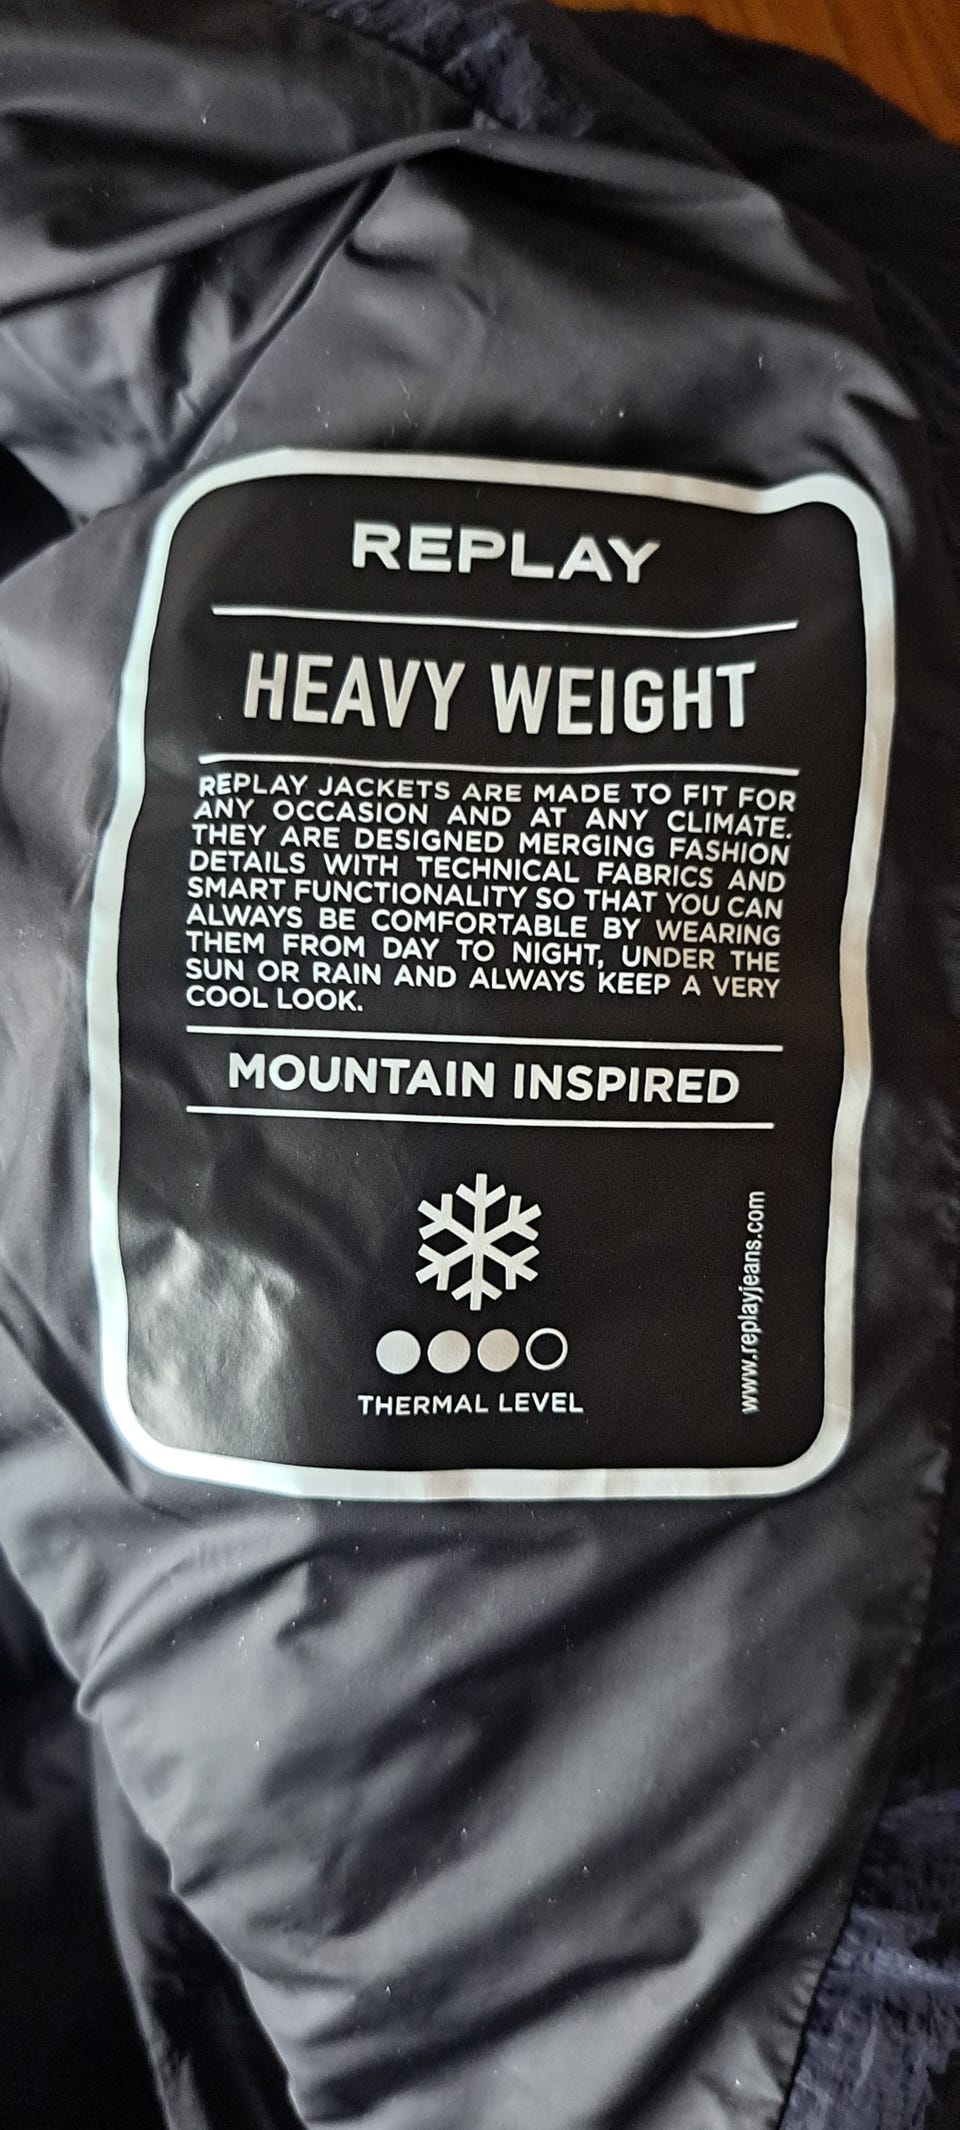 REPLAY
HEAVY WEIGHT
REPLAY JACKETS ARE MADE TO FIT FOR
ANY OCCASION AND AT ANY CLIMATE.
THEY ARE DESIGNED MERGING FASHION
DETAILS WITH TECHNICAL FABRICS AND
SMART FUNCTIONALITY SO THAT YOU CAN
ALWAYS BE COMFORTABLE BY WEARING
THEM FROM DAY TO NIGHT, UNDER THE
SUN OR RAIN AND ALWAYS KEEP A VERY
COOL LOOK.
MOUNTAIN INSPIRED
THERMAL LEVEL
www.replayjeans.com